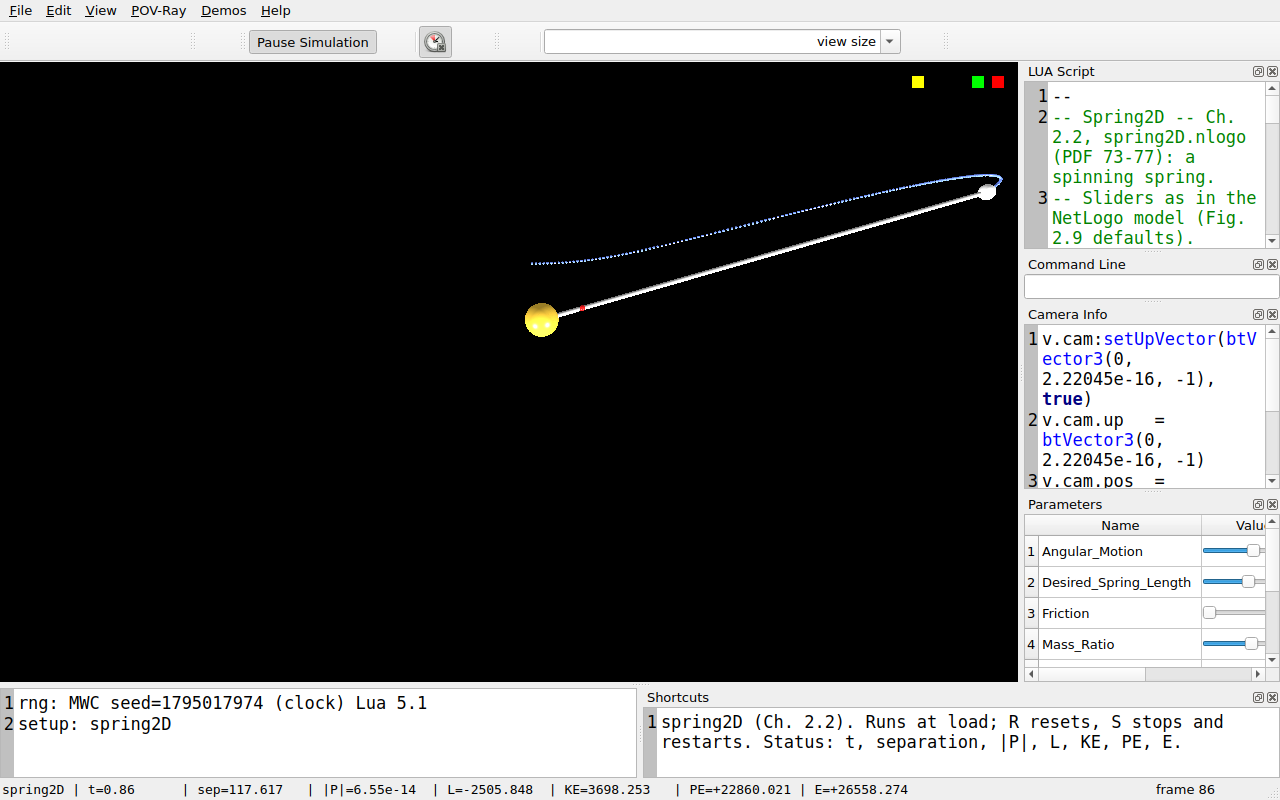 File Edit View POV-Ray Demos Help
Pause Simulation
view size
LUA Script
1 --
2 -- Spring2D -- Ch.
2.2, spring2D.nlogo
(PDF 73-77): a
spinning spring.
3 -- Sliders as in the
NetLogo model (Fig.
2.9 defaults).
Command Line
Camera Info
1 v.cam:setUpVector(btV
ector3(0,
2.22045e-16, -1),
true)
2 v.cam.up   =
btVector3(0,
2.22045e-16, -1)
3 v.cam.pos  =
Parameters
Name Valu
1 Angular_Motion
2 Desired_Spring_Length
3 Friction
4 Mass_Ratio
1 rng: MWC seed=1795017974 (clock) Lua 5.1
2 setup: spring2D
Shortcuts
1 spring2D (Ch. 2.2). Runs at load; R resets, S stops and
restarts. Status: t, separation, |P|, L, KE, PE, E.
spring2D | t=0.86 | sep=117.617 | |P|=6.55e-14 | L=-2505.848 | KE=3698.253 | PE=+22860.021 | E=+26558.274 frame 86